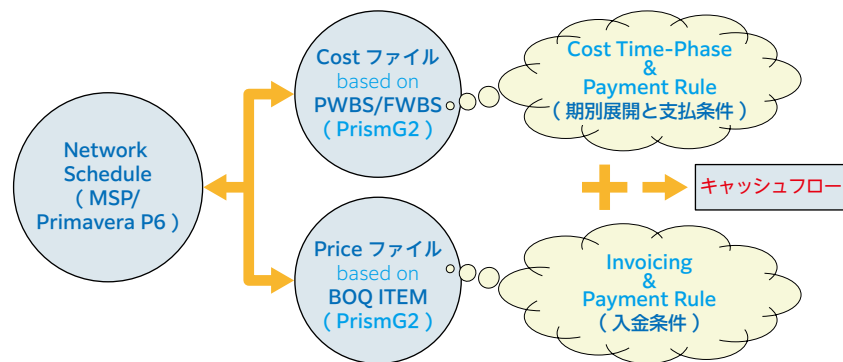 Network
Schedule
( MSP/
Primavera P6 )
Cost ファイル
based on
PWBS/FWBS
( PrismG2 )
Cost Time-Phase
&
Payment Rule
( 期別展開と支払条件 )
キャッシュフロー
Price ファイル
based on
BOQ ITEM
( PrismG2 )
Invoicing
&
Payment Rule
( 入金条件 )